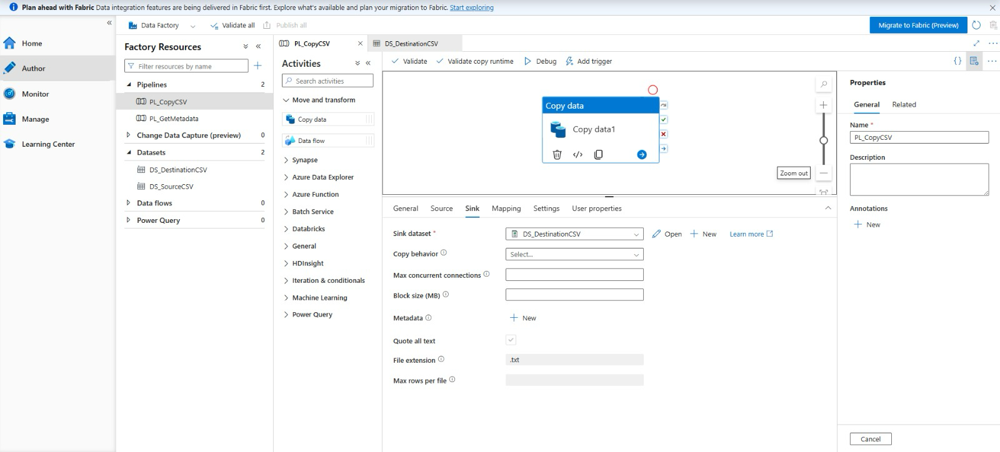 Plan ahead with Fabric Data integration features are being delivered in Fabric first. Explore what's available and plan your migration to Fabric. Start exploring
Data Factory
Validate all
Publish all
Migrate to Fabric (Preview)
Home
Author
Monitor
Manage
Learning Center
Factory Resources
Filter resources by name
Pipelines 2
PL_CopyCSV
PL_GetMetadata
Change Data Capture (preview) 0
Datasets 2
DS_DestinationCSV
DS_SourceCSV
Data flows 0
Power Query 0
PL_CopyCSV
DS_DestinationCSV
Activities
Search activities
Move and transform
Copy data
Data flow
Synapse
Azure Data Explorer
Azure Function
Batch Service
Databricks
General
HDInsight
Iteration & conditionals
Machine Learning
Power Query
Validate
Validate copy runtime
Debug
Add trigger
Copy data
Copy data1
Zoom out
General
Source
Sink
Mapping
Settings
User properties
Sink dataset *
DS_DestinationCSV
Open
New
Learn more
Copy behavior
Select...
Max concurrent connections
Block size (MB)
Metadata
New
Quote all text
File extension
.txt
Max rows per file
Properties
General
Related
Name *
PL_CopyCSV
Description
Annotations
New
Cancel